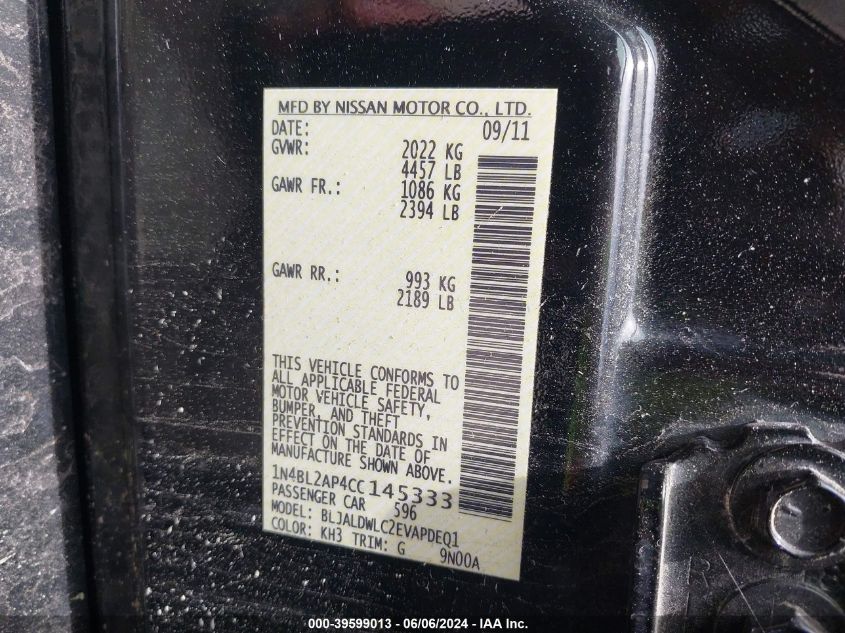 MFD BY NISSAN MOTOR CO., LTD.
DATE: 09/11
GVWR: 2022 KG
4457 LB
GAWR FR.: 1086 KG
2394 LB
GAWR RR.: 993 KG
2189 LB
THIS VEHICLE CONFORMS TO
ALL APPLICABLE FEDERAL
MOTOR VEHICLE SAFETY,
BUMPER, AND THEFT
PREVENTION STANDARDS IN
EFFECT ON THE DATE OF
MANUFACTURE SHOWN ABOVE.
1N4BL2AP4CC145333
PASSENGER CAR 596
MODEL: BLJALDWLC2EVAPDEQ1
COLOR: KH3 TRIM: G 9N00A
R
000-39599013 - 06/06/2024 - IAA Inc.